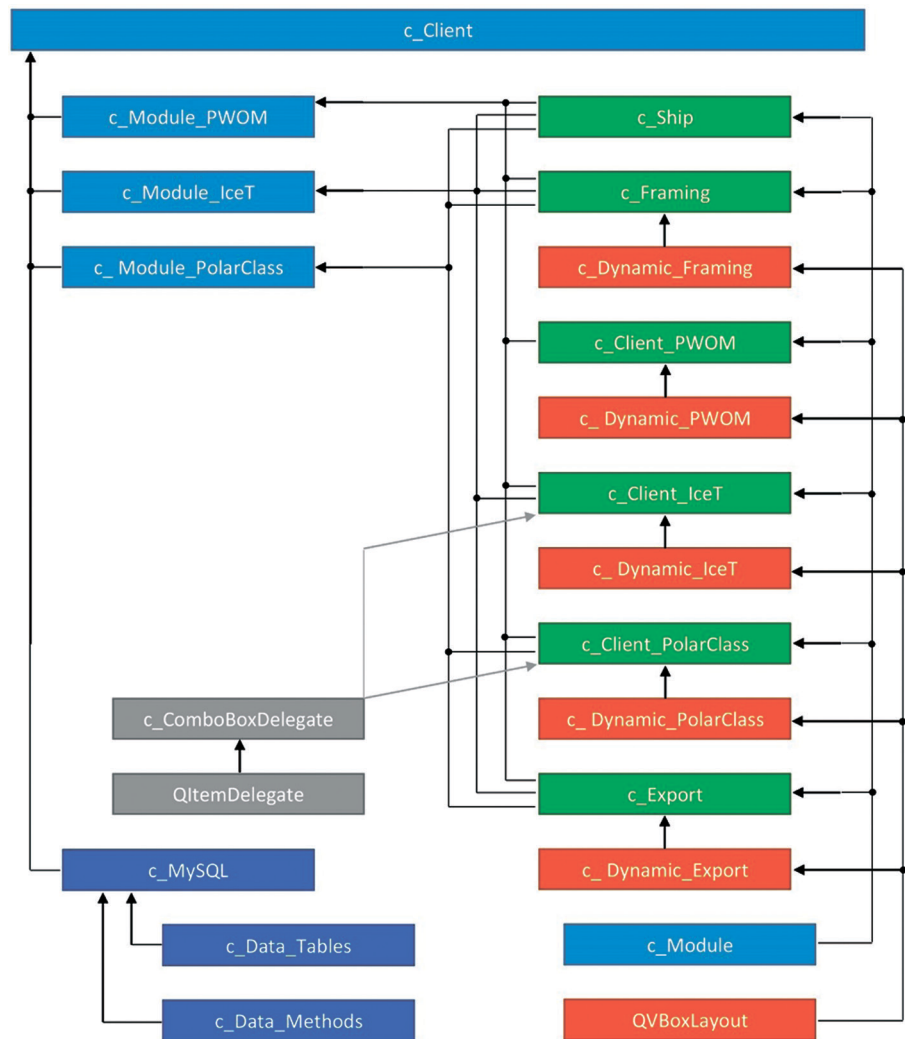 c_Client
c_Module_PWOM
c_Ship
c_Module_IceT
c_Framing
c_ Module_PolarClass
c_Dynamic_Framing
c_Client_PWOM
c_ Dynamic_PWOM
c_Client_IceT
c_ Dynamic_IceT
c_Client_PolarClass
c_ComboBoxDelegate
c_ Dynamic_PolarClass
QItemDelegate
c_Export
c_MySQL
c_ Dynamic_Export
c_Data_Tables
c_Module
c_Data_Methods
QVBoxLayout